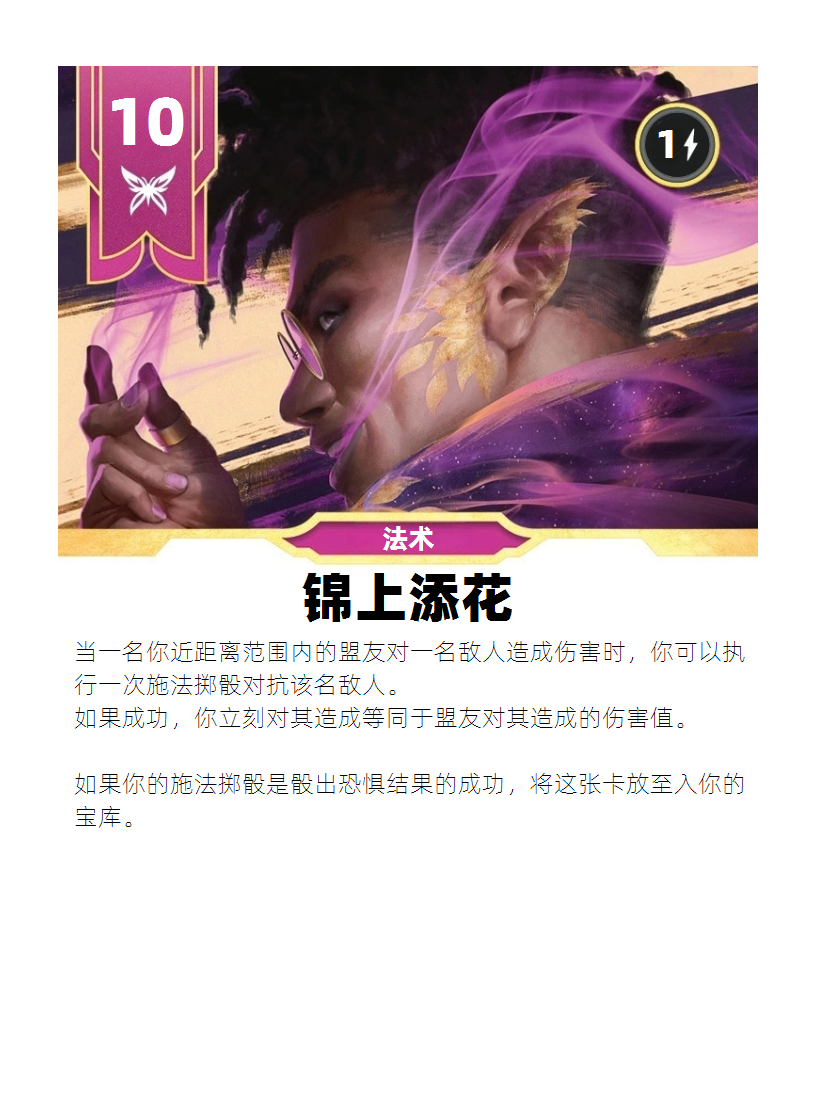 10
1
法术
锦上添花
当一名你近距离范围内的盟友对一名敌人造成伤害时，你可以执
行一次施法掷骰对抗该名敌人。
如果成功，你立刻对其造成等同于盟友对其造成的伤害值。
如果你的施法掷骰是骰出恐惧结果的成功，将这张卡放至入你的
宝库。